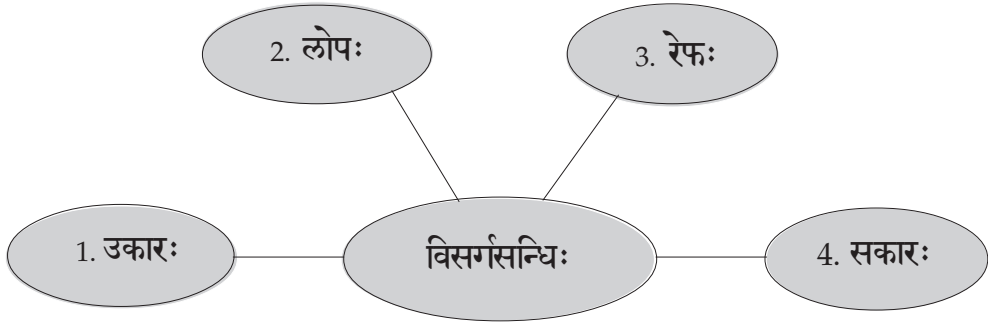 2. लोपः
3. रेफः
1. उकारः
विसर्गसन्धिः
4. सकारः